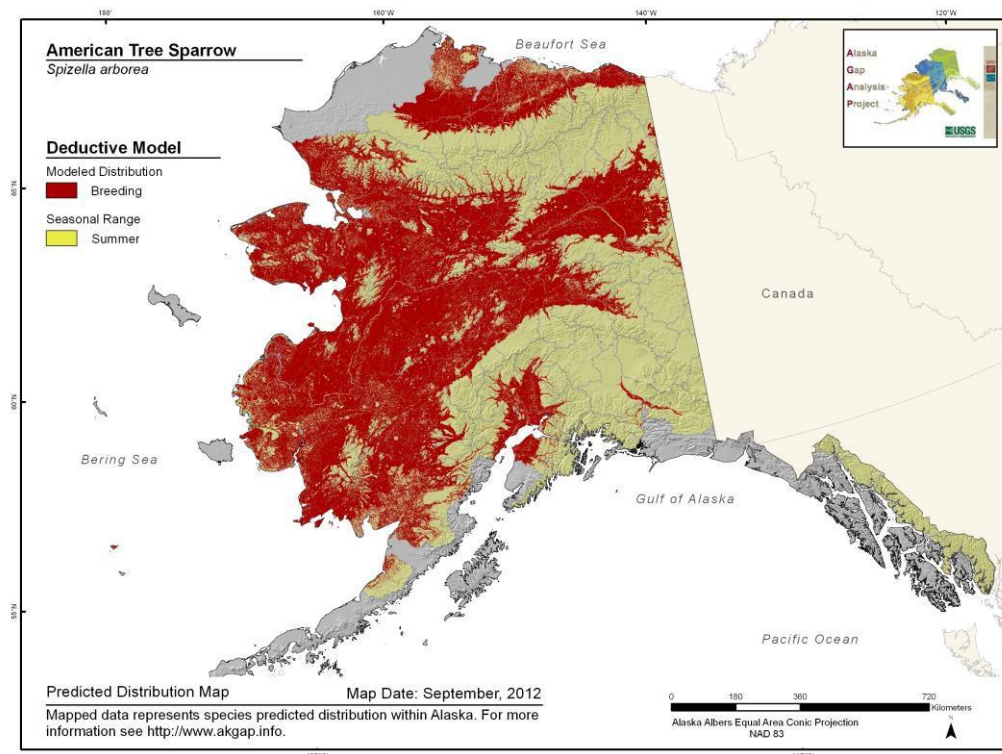 180°
160°W
140°W
120°W
American Tree Sparrow
Spizella arborea
Beaufort Sea
Alaska
Gap
Analysis
Project
USGS
Deductive Model
Modeled Distribution
Breeding
Seasonal Range
Summer
65°N
Canada
60°N
Bering Sea
Gulf of Alaska
55°N
Pacific Ocean
Predicted Distribution Map
Map Date: September, 2012
Mapped data represents species predicted distribution within Alaska. For more
information see http://www.akgap.info.
0 180 360 720
Kilometers
Alaska Albers Equal Area Conic Projection
NAD 83
N